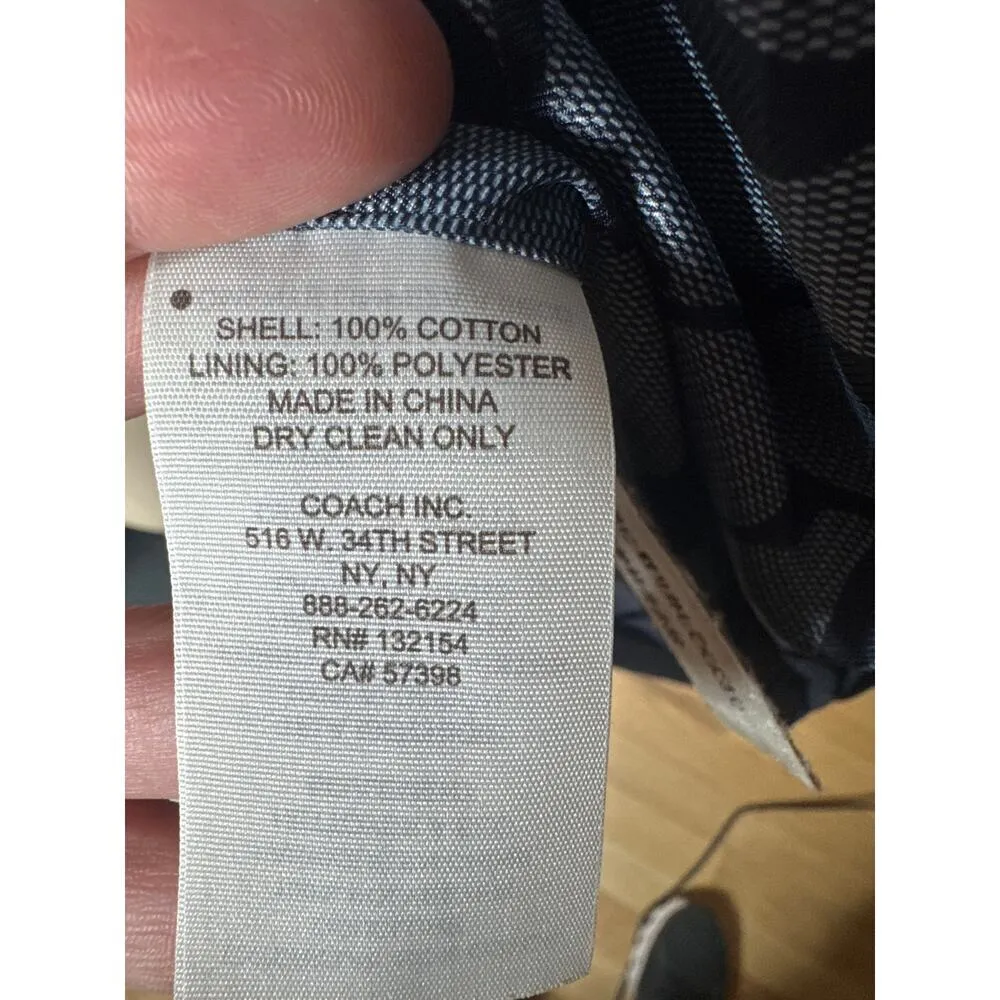 SHELL: 100% COTTON
LINING: 100% POLYESTER
MADE IN CHINA
DRY CLEAN ONLY
COACH INC.
516 W. 34TH STREET
NY, NY
888-262-6224
RN# 132154
CA# 57398